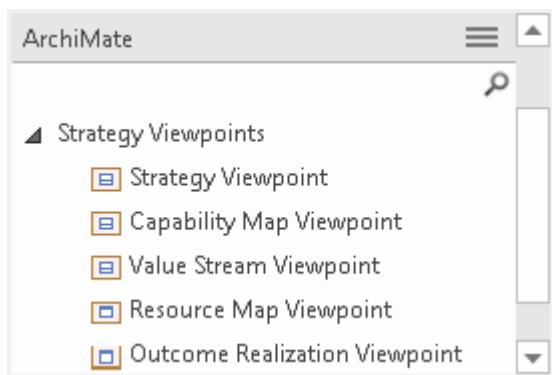 ArchiMate
Strategy Viewpoints
Strategy Viewpoint
Capability Map Viewpoint
Value Stream Viewpoint
Resource Map Viewpoint
Outcome Realization Viewpoint